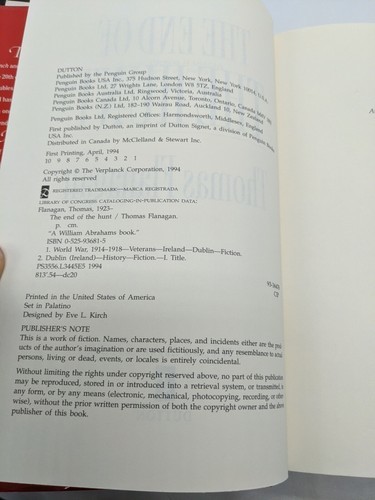 DUTTON
Published by the Penguin Group
Penguin Books USA Inc., 375 Hudson Street, New York, New York 10014, U.S.A.
Penguin Books Ltd, 27 Wrights Lane, London W8 5TZ, England
Penguin Books Australia Ltd, Ringwood, Victoria, Australia
Penguin Books Canada Ltd, 10 Alcorn Avenue, Toronto, Ontario, Canada
Penguin Books (N.Z.) Ltd, 182–190 Wairau Road, Auckland 10, New Zealand
Penguin Books Ltd, Registered Offices: Harmondsworth, Middlesex, England
First published by Dutton, an imprint of Dutton Signet, a division of Penguin Books
USA Inc.
Distributed in Canada by McClelland & Stewart Inc.
First Printing, April, 1994
10 9 8 7 6 5 4 3 2 1
Copyright © The Verplanck Corporation, 1994
All rights reserved
REGISTERED TRADEMARK—MARCA REGISTRADA
LIBRARY OF CONGRESS CATALOGING-IN-PUBLICATION DATA:
Flanagan, Thomas, 1923–
The end of the hunt / Thomas Flanagan.
p. cm.
"A William Abrahams book."
ISBN 0-525-93681-5
1. World War, 1914–1918—Veterans—Ireland—Dublin—Fiction.
2. Dublin (Ireland)—History—Fiction. I. Title.
PS3556.L3445E5 1994
813'.54—dc20
CIP
Printed in the United States of America
Set in Palatino
Designed by Eve L. Kirch
PUBLISHER'S NOTE
This is a work of fiction. Names, characters, places, and incidents either are the prod-
ucts of the author's imagination or are used fictitiously, and any resemblance to actual
persons, living or dead, events, or locales is entirely coincidental.
Without limiting the rights under copyright reserved above, no part of this publication
may be reproduced, stored in or introduced into a retrieval system, or transmitted, in
any form, or by any means (electronic, mechanical, photocopying, recording, or other-
wise), without the prior written permission of both the copyright owner and the above
publisher of this book.